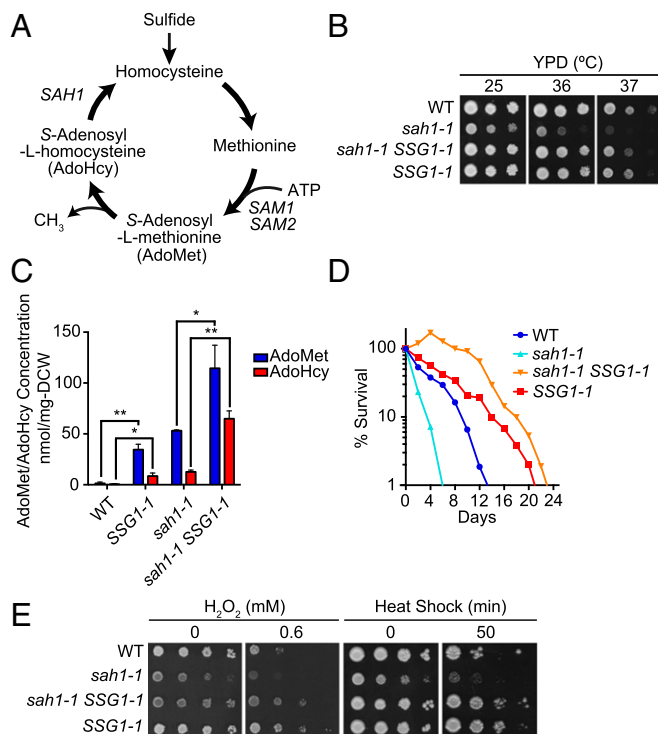 A
Sulfide
Homocysteine
SAH1
S-Adenosyl
-L-homocysteine
(AdoHcy)
Methionine
ATP
SAM1
SAM2
CH3
S-Adenosyl
-L-methionine
(AdoMet)
B
YPD (ºC)
25 36 37
WT
sah1-1
sah1-1 SSG1-1
SSG1-1
C
AdoMet/AdoHcy Concentration
nmol/mg-DCW
150
100
50
0
* 
**
**
*
AdoMet
AdoHcy
WT
SSG1-1
sah1-1
sah1-1 SSG1-1
D
% Survival
100
10
1
0 4 8 12 16 20 24
Days
WT
sah1-1
sah1-1 SSG1-1
SSG1-1
E
H2O2 (mM) Heat Shock (min)
0 0.6 0 50
WT
sah1-1
sah1-1 SSG1-1
SSG1-1